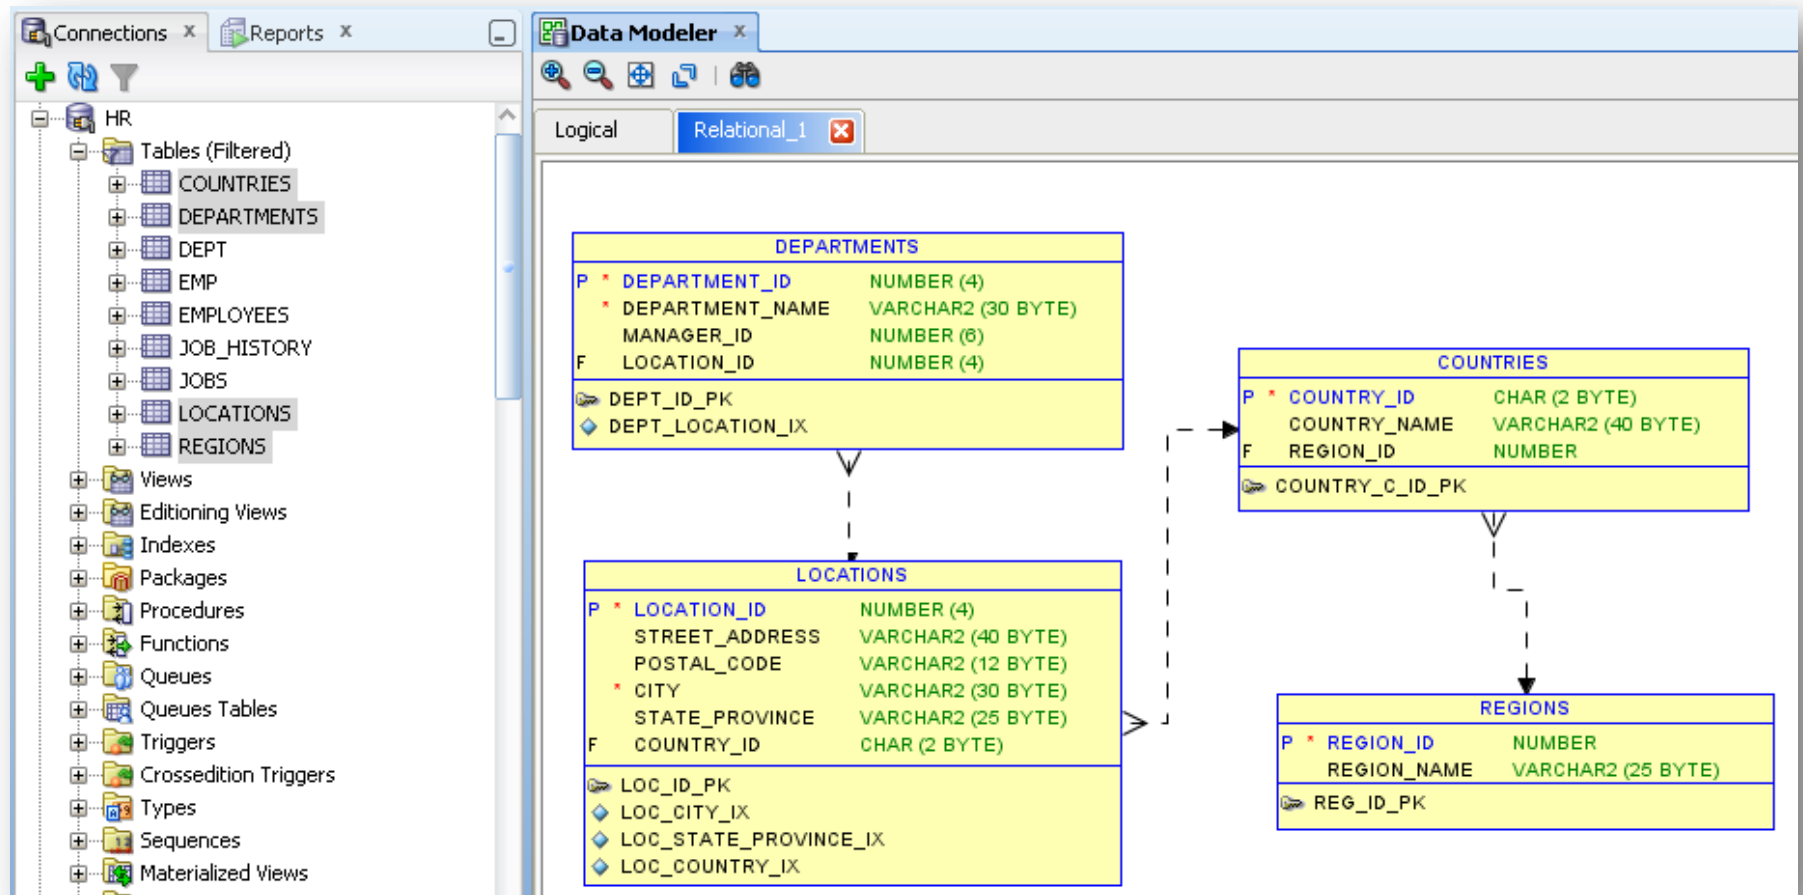 Connections x Reports x
HR
Tables (Filtered)
COUNTRIES
DEPARTMENTS
DEPT
EMP
EMPLOYEES
JOB_HISTORY
JOBS
LOCATIONS
REGIONS
Views
Editioning Views
Indexes
Packages
Procedures
Functions
Queues
Queues Tables
Triggers
Crossedition Triggers
Types
Sequences
Materialized Views
Data Modeler x
Logical Relational_1
DEPARTMENTS
P * DEPARTMENT_ID NUMBER (4)
* DEPARTMENT_NAME VARCHAR2 (30 BYTE)
MANAGER_ID NUMBER (6)
F LOCATION_ID NUMBER (4)
DEPT_ID_PK
DEPT_LOCATION_IX
LOCATIONS
P * LOCATION_ID NUMBER (4)
STREET_ADDRESS VARCHAR2 (40 BYTE)
POSTAL_CODE VARCHAR2 (12 BYTE)
* CITY VARCHAR2 (30 BYTE)
STATE_PROVINCE VARCHAR2 (25 BYTE)
F COUNTRY_ID CHAR (2 BYTE)
LOC_ID_PK
LOC_CITY_IX
LOC_STATE_PROVINCE_IX
LOC_COUNTRY_IX
COUNTRIES
P * COUNTRY_ID CHAR (2 BYTE)
COUNTRY_NAME VARCHAR2 (40 BYTE)
F REGION_ID NUMBER
COUNTRY_C_ID_PK
REGIONS
P * REGION_ID NUMBER
REGION_NAME VARCHAR2 (25 BYTE)
REG_ID_PK